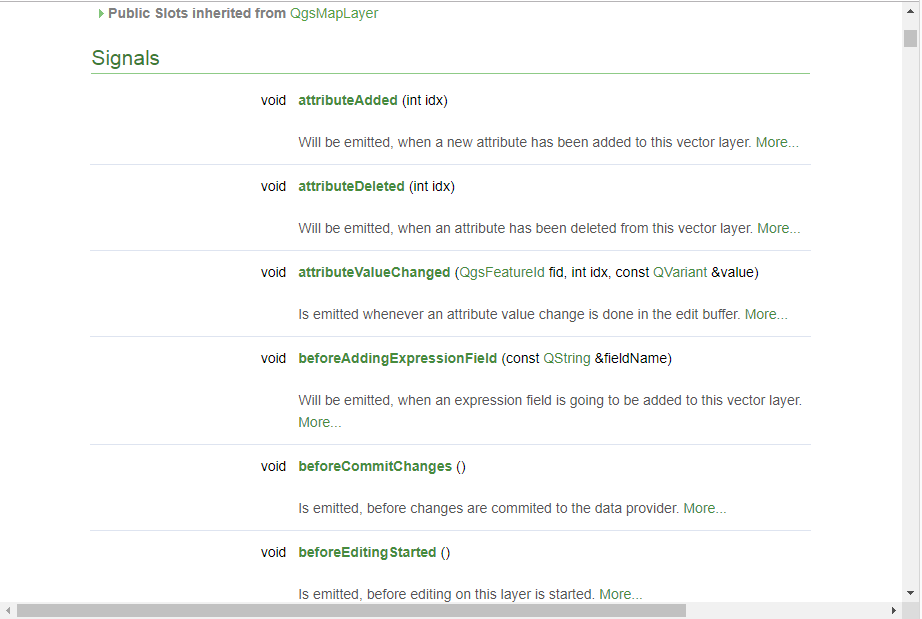 Public Slots inherited from QgsMapLayer
Signals
void attributeAdded (int idx)
Will be emitted, when a new attribute has been added to this vector layer. More...
void attributeDeleted (int idx)
Will be emitted, when an attribute has been deleted from this vector layer. More...
void attributeValueChanged (QgsFeatureId fid, int idx, const QVariant &value)
Is emitted whenever an attribute value change is done in the edit buffer. More...
void beforeAddingExpressionField (const QString &fieldName)
Will be emitted, when an expression field is going to be added to this vector layer.
More...
void beforeCommitChanges ()
Is emitted, before changes are commited to the data provider. More...
void beforeEditingStarted ()
Is emitted, before editing on this layer is started. More...